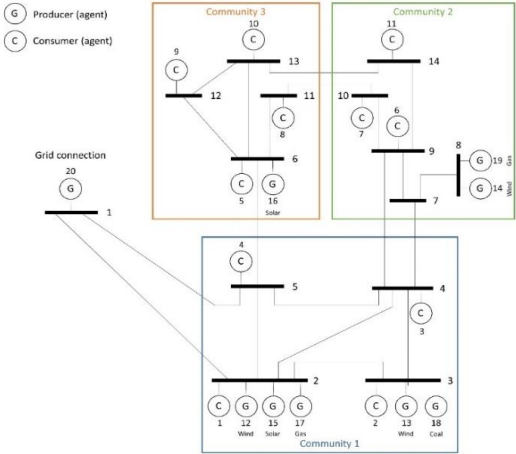 G Producer (agent)
C Consumer (agent)
Community 3
Community 2
10
C
13
9
C
12
11
C
8
6
C
5
G
16
Solar
11
C
14
10
C
7
6
C
9
8
G 19 Gas
G 14 Wind
7
Grid connection
20
G
1
4
C
5
4
C
3
2
3
C
1
G
12
Wind
G
15
Solar
G
17
Gas
C
2
G
13
Wind
G
18
Coal
Community 1